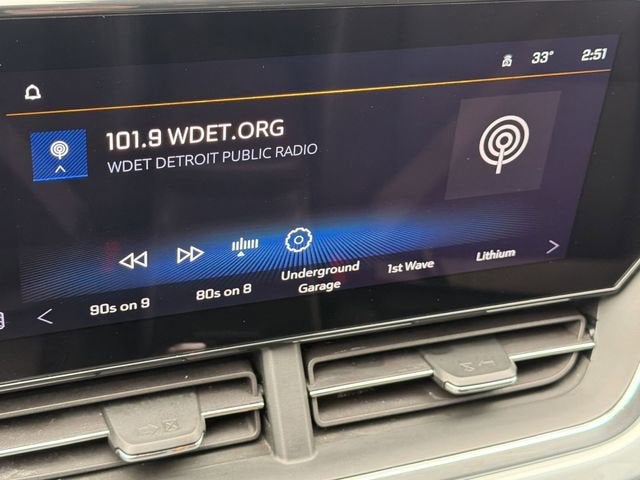 33° 2:51
101.9 WDET.ORG
WDET DETROIT PUBLIC RADIO
90s on 9
80s on 8
Underground
Garage
1st Wave
Lithium